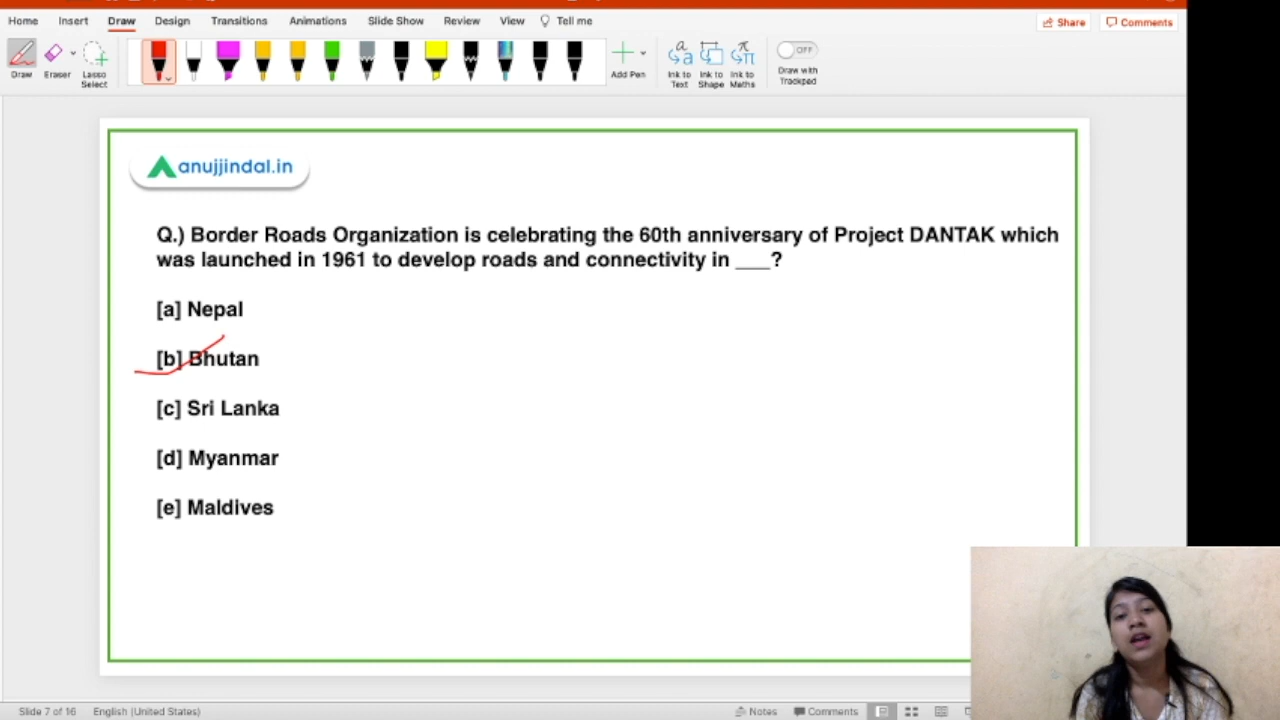 Home Insert Draw Design Transitions Animations Slide Show Review View Tell me Share Comments
Draw Eraser Lasso Select Add Pen Ink to Text Ink to Shape Ink to Maths OFF Draw with Trackpad
anujjindal.in
Q.) Border Roads Organization is celebrating the 60th anniversary of Project DANTAK which
was launched in 1961 to develop roads and connectivity in ___?
[a] Nepal
[b] Bhutan
[c] Sri Lanka
[d] Myanmar
[e] Maldives
Slide 7 of 16 English (United States) Notes Comments